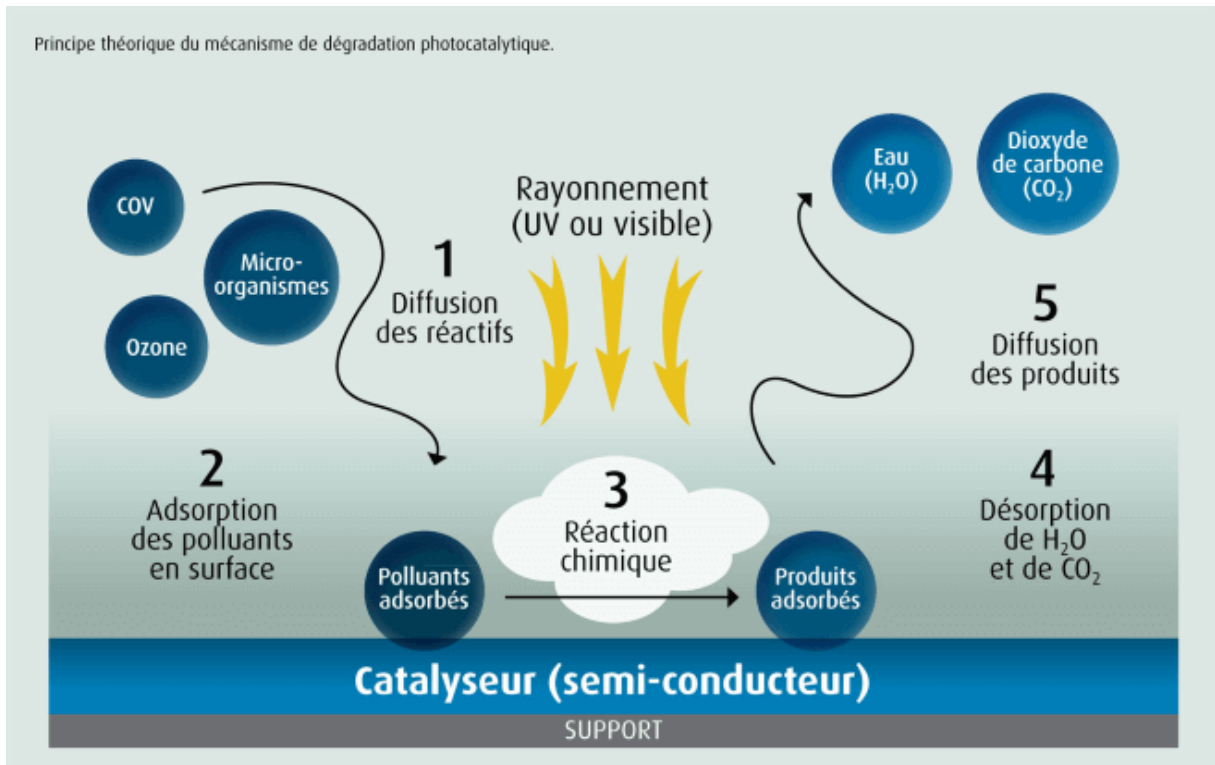 Principe théorique du mécanisme de dégradation photocatalytique.
COV
Micro-
organismes
Ozone
1
Diffusion
des réactifs
Rayonnement
(UV ou visible)
Eau
(H₂O)
Dioxyde
de carbone
(CO₂)
5
Diffusion
des produits
2
Adsorption
des polluants
en surface
Polluants
adsorbés
3
Réaction
chimique
Produits
adsorbés
4
Désorption
de H₂O
et de CO₂
Catalyseur (semi-conducteur)
SUPPORT